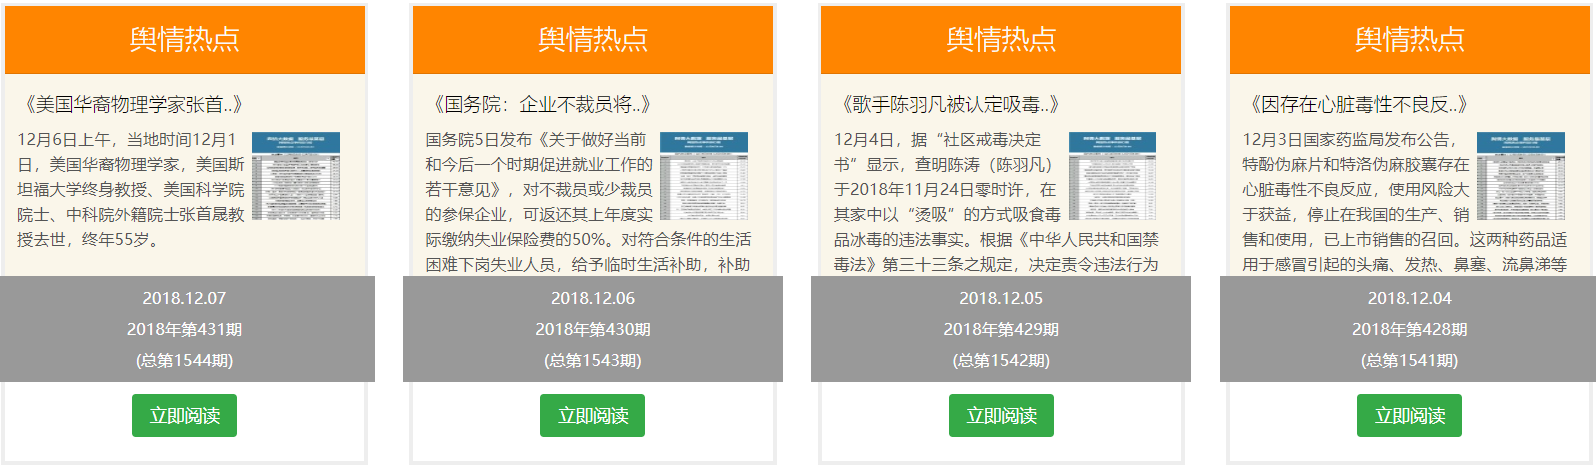 舆情热点
《美国华裔物理学家张首..》
12月6日上午，当地时间12月1
日，美国华裔物理学家，美国斯
坦福大学终身教授、美国科学院
院士、中科院外籍院士张首晟教
授去世，终年55岁。
2018.12.07
2018年第431期
(总第1544期)
立即阅读
舆情热点
《国务院：企业不裁员将..》
国务院5日发布《关于做好当前
和今后一个时期促进就业工作的
若干意见》，对不裁员或少裁员
的参保企业，可返还其上年度实
际缴纳失业保险费的50%。对符合条件的生活
困难下岗失业人员，给予临时生活补助，补助
2018.12.06
2018年第430期
(总第1543期)
立即阅读
舆情热点
《歌手陈羽凡被认定吸毒..》
12月4日，据“社区戒毒决定
书”显示，查明陈涛（陈羽凡）
于2018年11月24日零时许，在
其家中以“烫吸”的方式吸食毒
品冰毒的违法事实。根据《中华人民共和国禁
毒法》第三十三条之规定，决定责令违法行为
2018.12.05
2018年第429期
(总第1542期)
立即阅读
舆情热点
《因存在心脏毒性不良反..》
12月3日国家药监局发布公告，
特酚伪麻片和特洛伪麻胶囊存在
心脏毒性不良反应，使用风险大
于获益，停止在我国的生产、销
售和使用，已上市销售的召回。这两种药品适
用于感冒引起的头痛、发热、鼻塞、流鼻涕等
2018.12.04
2018年第428期
(总第1541期)
立即阅读